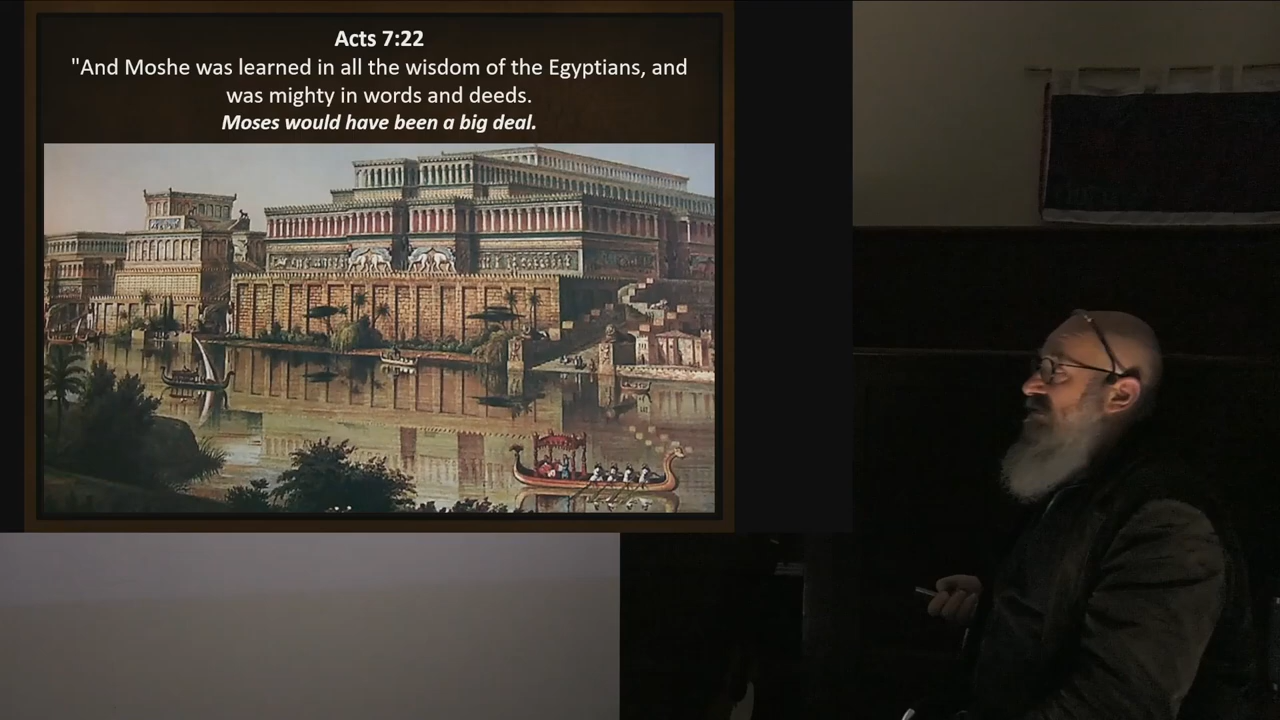 Acts 7:22
"And Moshe was learned in all the wisdom of the Egyptians, and
was mighty in words and deeds.
Moses would have been a big deal.